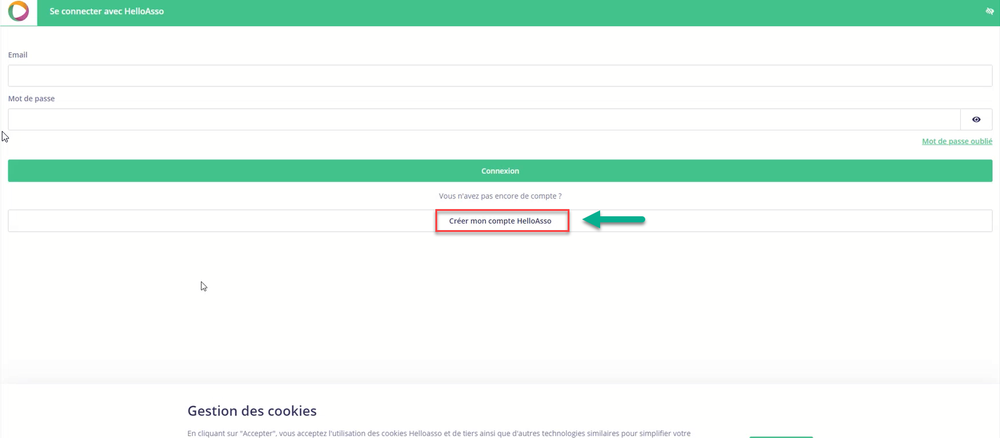 Se connecter avec HelloAsso
Email
Mot de passe
Mot de passe oublié
Connexion
Vous n'avez pas encore de compte ?
Créer mon compte HelloAsso
Gestion des cookies
En cliquant sur "Accepter", vous acceptez l'utilisation des cookies Helloasso et de tiers ainsi que d'autres technologies similaires pour simplifier votre